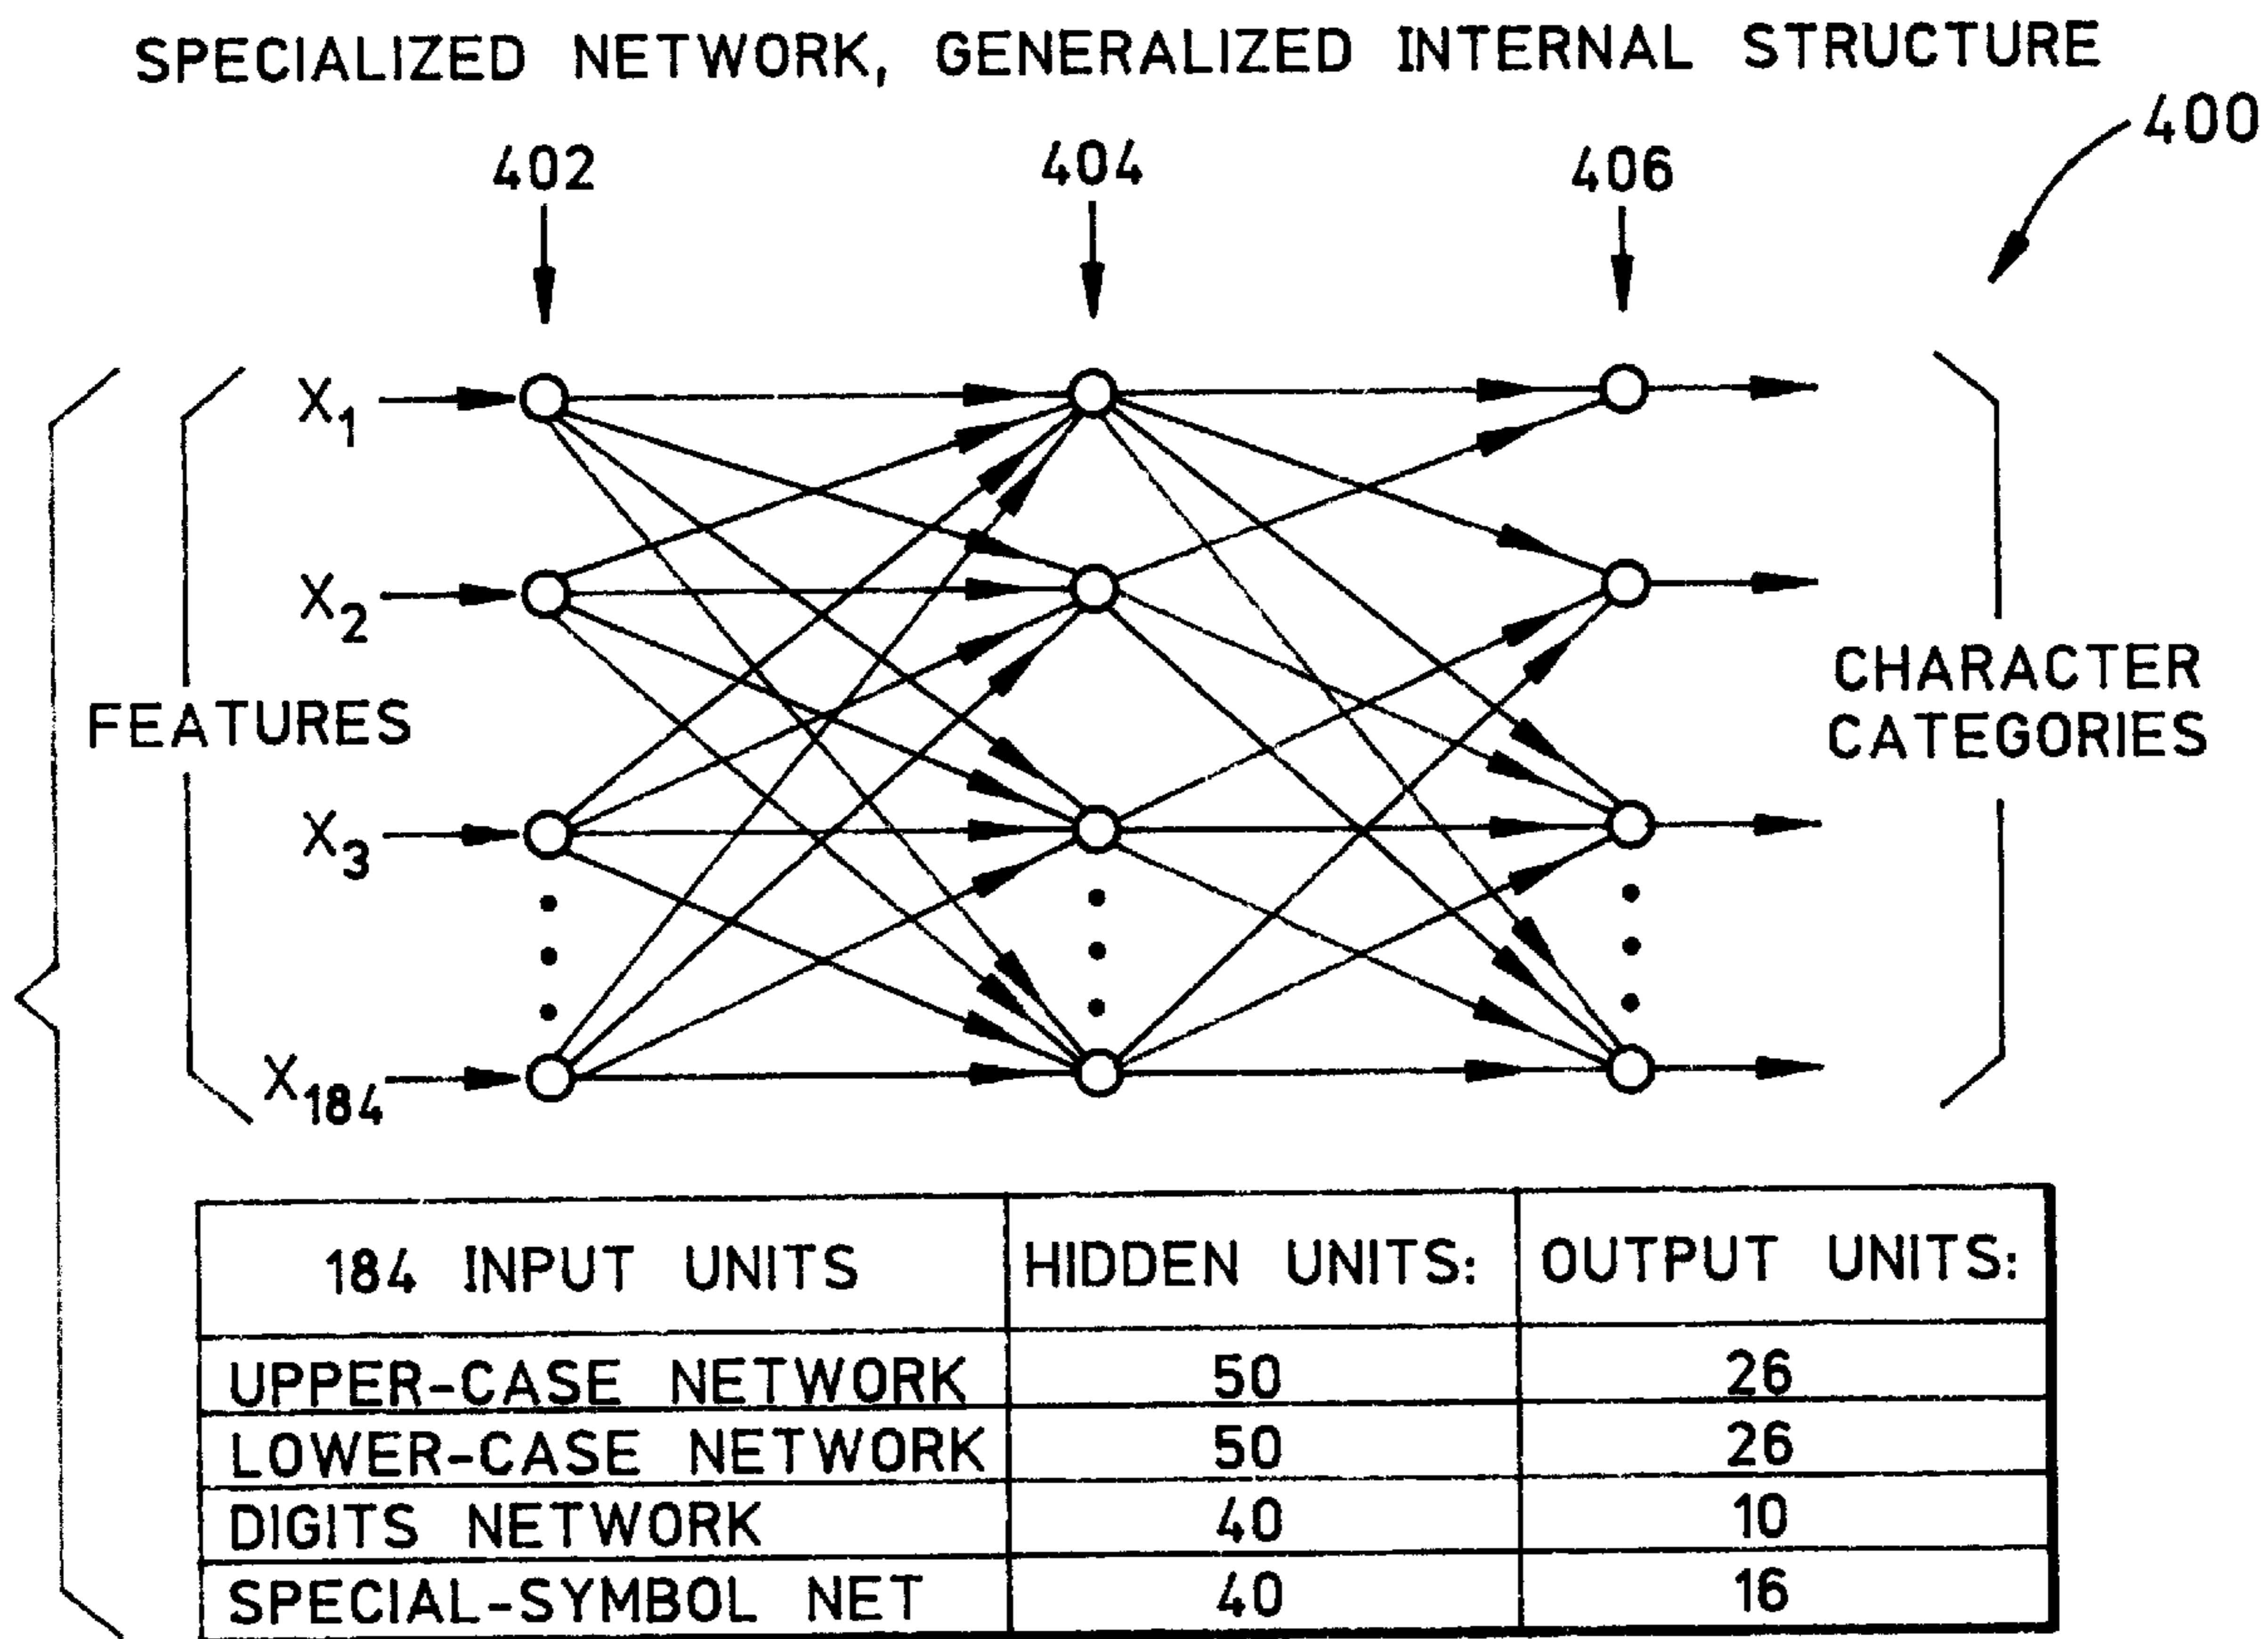 SPECIALIZED NETWORK, GENERALIZED INTERNAL STRUCTURE
400
402 404 406
X1
X2
FEATURES
CHARACTER
CATEGORIES
X3
X184
184 INPUT UNITS HIDDEN UNITS: OUTPUT UNITS:
UPPER-CASE NETWORK 50 26
LOWER-CASE NETWORK 50 26
DIGITS NETWORK 40 10
SPECIAL-SYMBOL NET 40 16